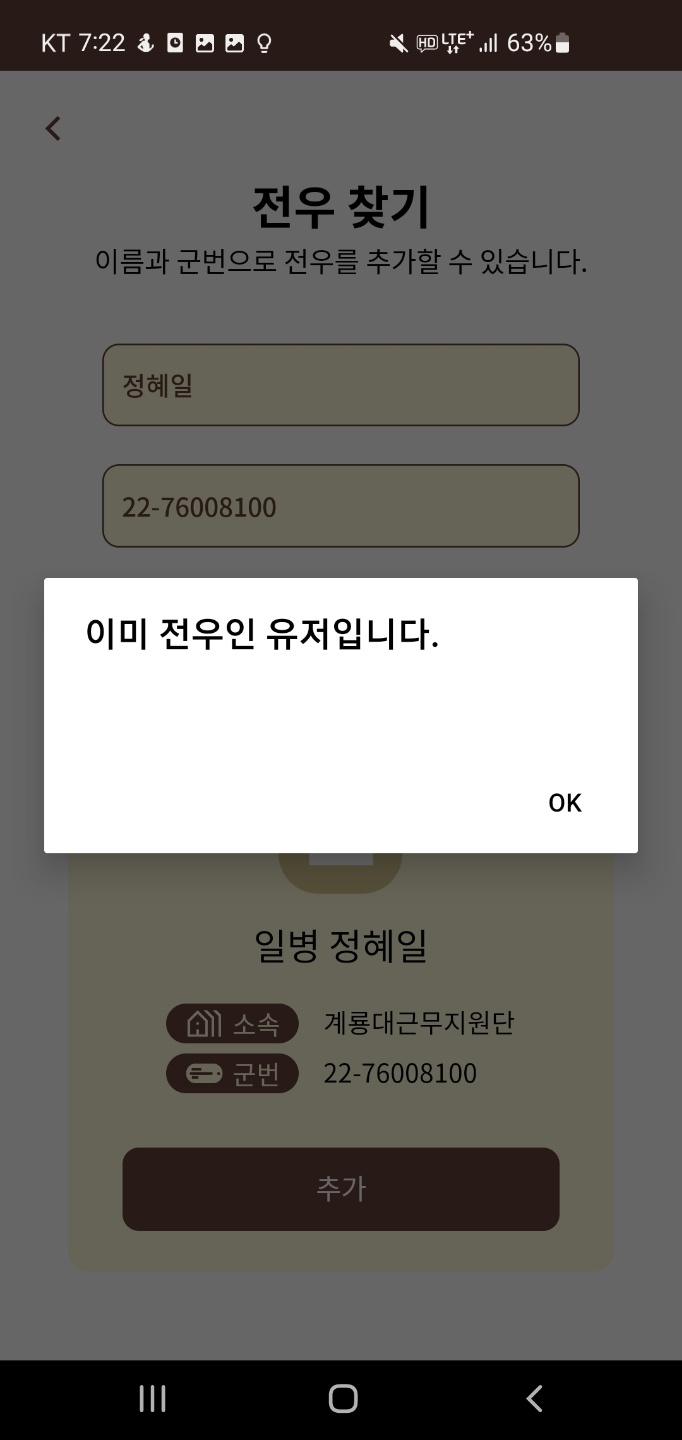 KT 7:22 HD LTE+ 63%
전우 찾기
이름과 군번으로 전우를 추가할 수 있습니다.
정혜일
22-76008100
이미 전우인 유저입니다.
OK
일병 정혜일
소속 계룡대근무지원단
군번 22-76008100
추가